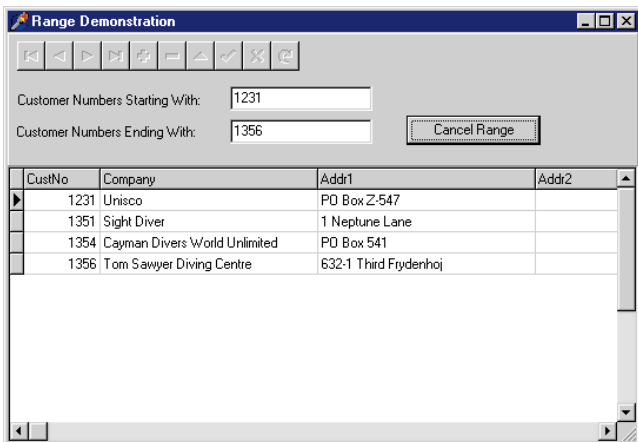 Range Demonstration
Customer Numbers Starting With: 1231
Customer Numbers Ending With: 1356 Cancel Range
CustNo Company Addr1 Addr2
1231 Unisco PO Box Z-547
1351 Sight Diver 1 Neptune Lane
1354 Cayman Divers World Unlimited PO Box 541
1356 Tom Sawyer Diving Centre 632-1 Third Frydenhoj